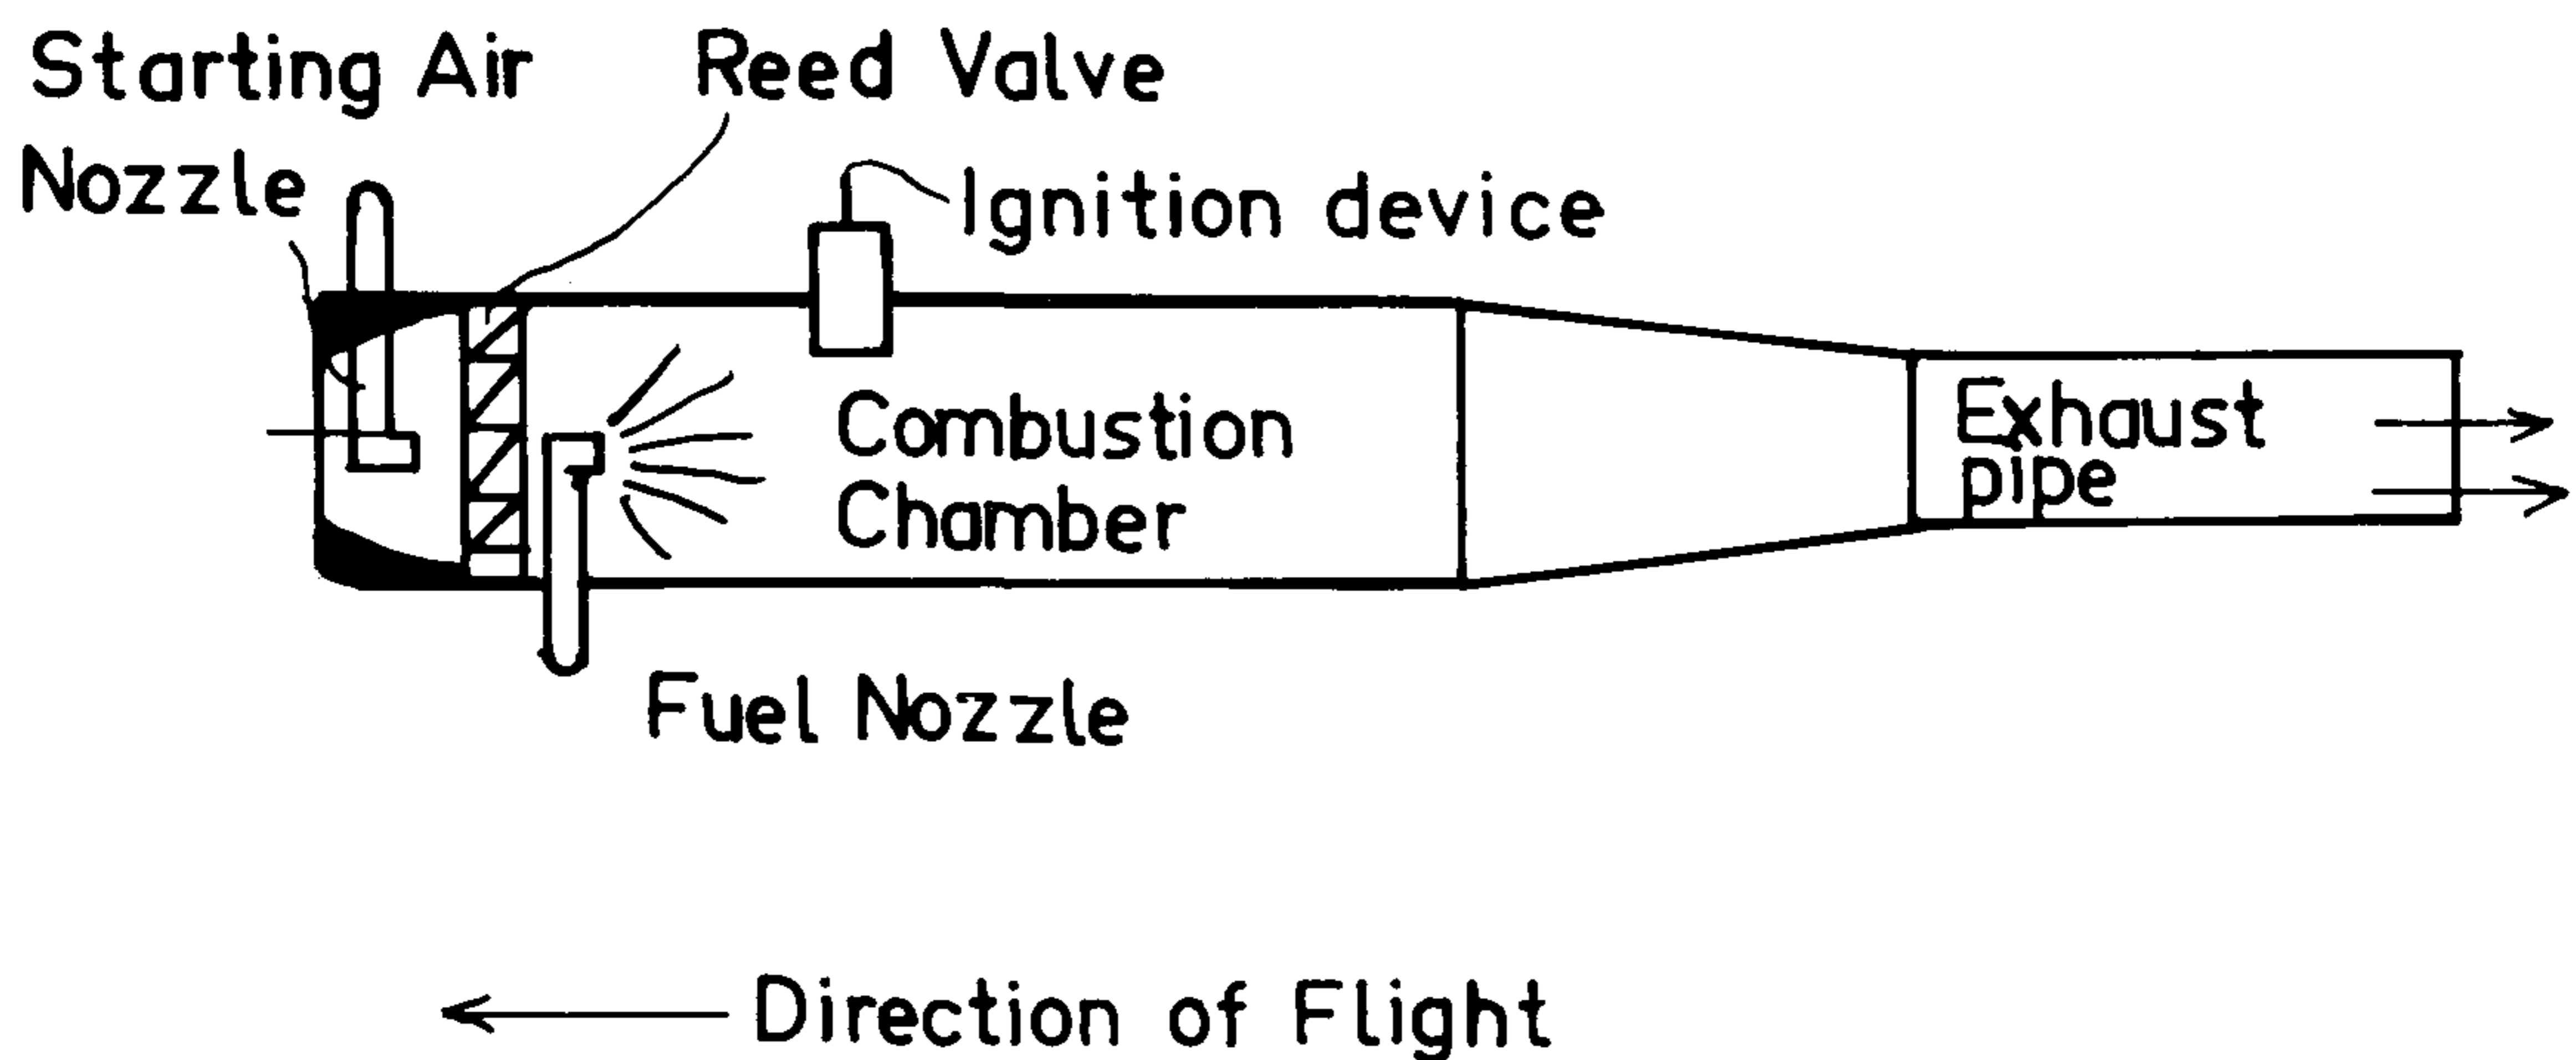 Starting Air
Nozzle
Reed Valve
Ignition device
Combustion
Chamber
Exhaust
pipe
Fuel Nozzle
Direction of Flight